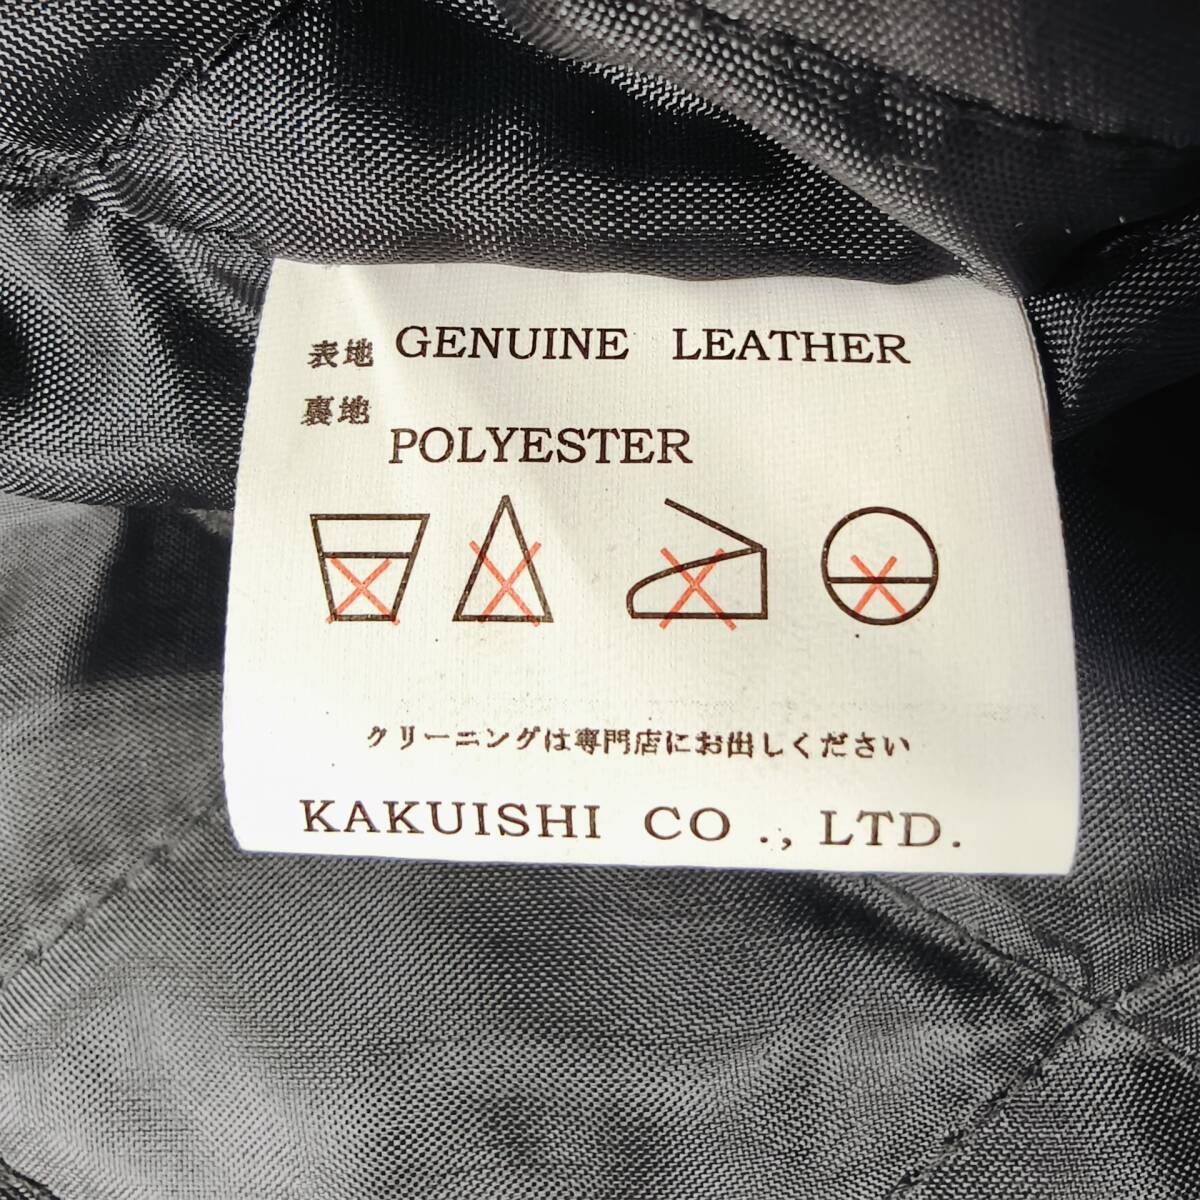 表地 GENUINE LEATHER
裏地
POLYESTER
クリーニングは専門店にお出しください
KAKUISHI CO ., LTD.